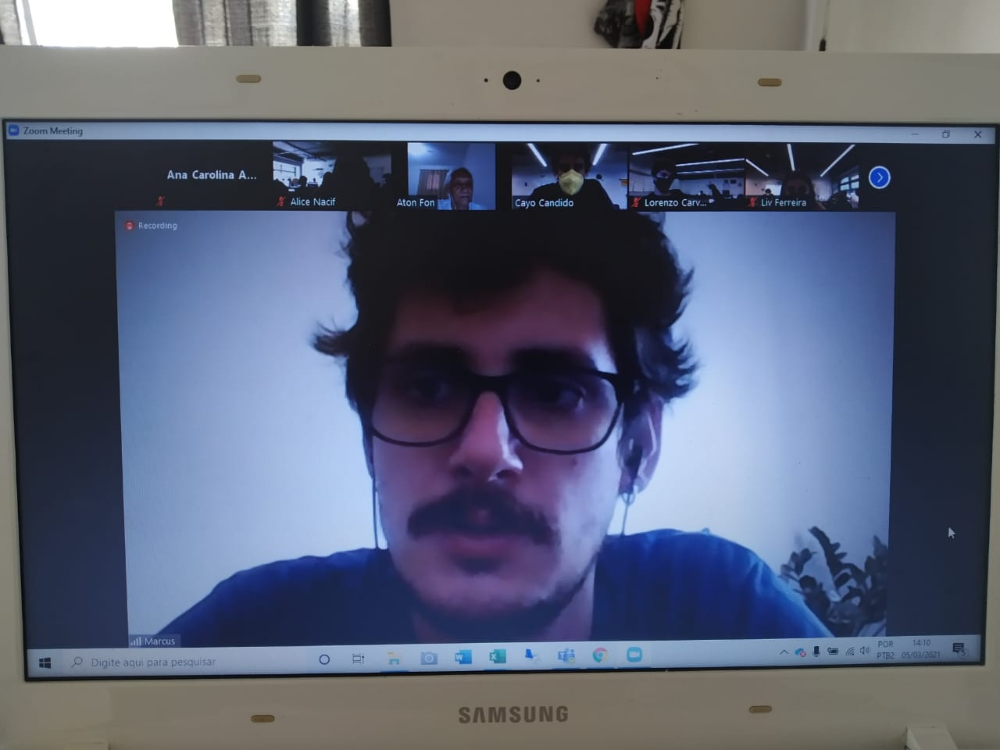 Zoom Meeting
Ana Carolina A...
Alice Nacif
Aton Fon
Cayo Candido
Lorenzo Carv...
Liv Ferreira
Recording
Marcus
Digite aqui para pesquisar
POR
PTB2
14:10
05/03/2021
5
SAMSUNG